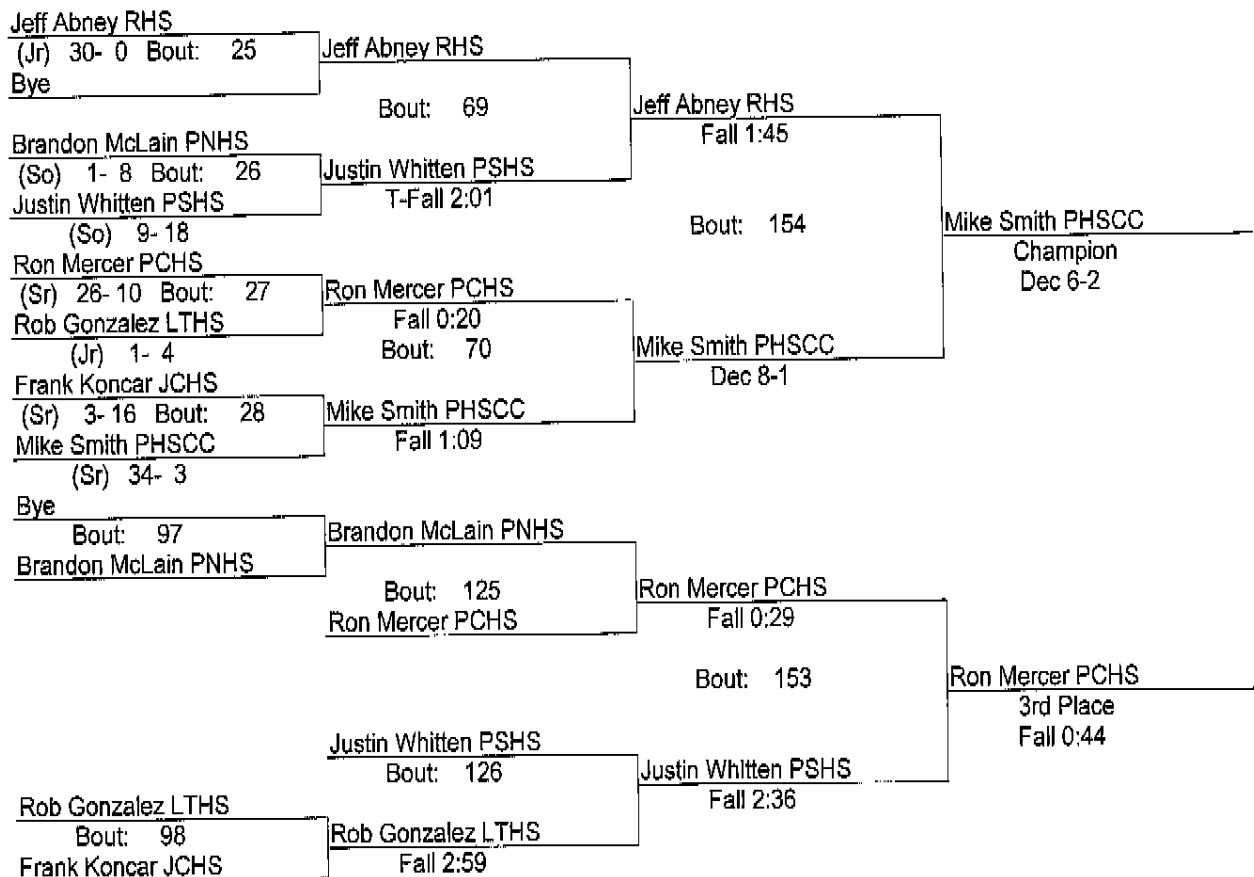 Jeff Abney RHS
(Jr) 30- 0 Bout: 25
Bye
Jeff Abney RHS
Bout: 69
Jeff Abney RHS
Fall 1:45
Brandon McLain PNHS
(So) 1- 8 Bout: 26
Justin Whitten PSHS
(So) 9- 18
Justin Whitten PSHS
T-Fall 2:01
Bout: 154
Mike Smith PHSCC
Champion
Dec 6-2
Ron Mercer PCHS
(Sr) 26- 10 Bout: 27
Rob Gonzalez LTHS
(Jr) 1- 4
Ron Mercer PCHS
Fall 0:20
Bout: 70
Mike Smith PHSCC
Dec 8-1
Frank Koncar JCHS
(Sr) 3- 16 Bout: 28
Mike Smith PHSCC
(Sr) 34- 3
Mike Smith PHSCC
Fall 1:09
Bye
Bout: 97
Brandon McLain PNHS
Brandon McLain PNHS
Bout: 125
Ron Mercer PCHS
Ron Mercer PCHS
Fall 0:29
Bout: 153
Ron Mercer PCHS
3rd Place
Fall 0:44
Justin Whitten PSHS
Bout: 126
Justin Whitten PSHS
Fall 2:36
Rob Gonzalez LTHS
Bout: 98
Frank Koncar JCHS
Rob Gonzalez LTHS
Fall 2:59